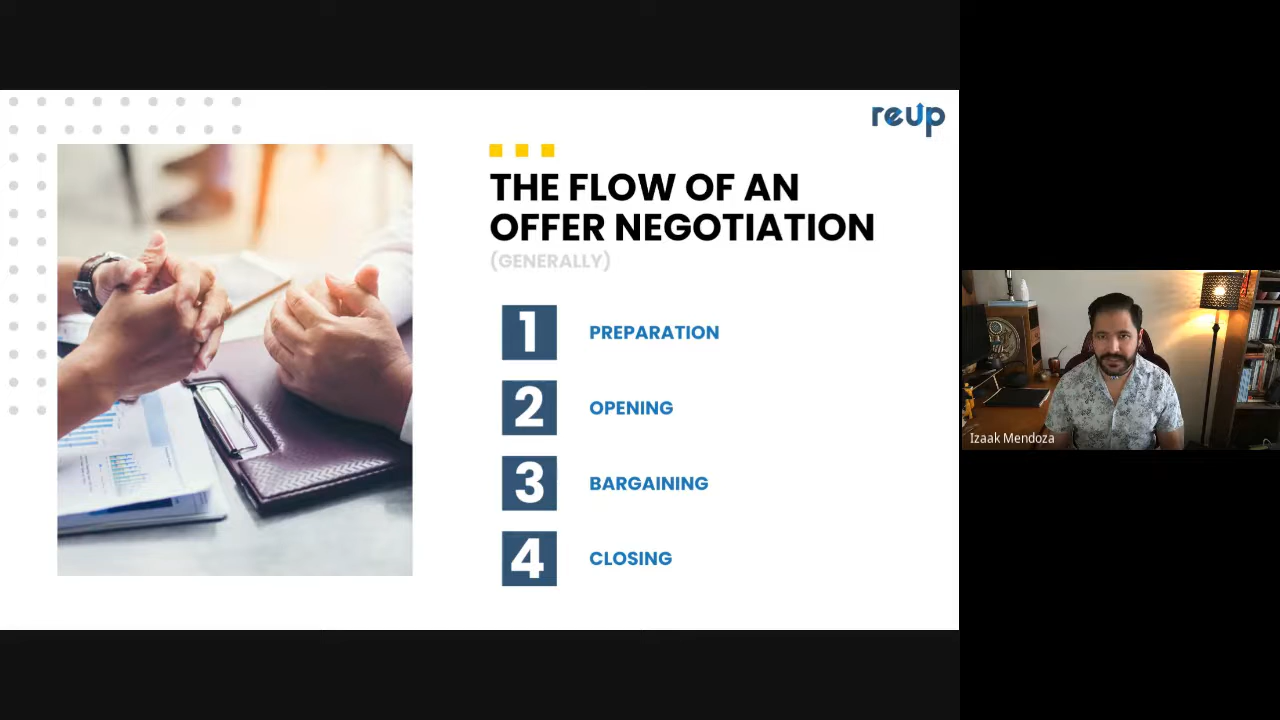 reup
THE FLOW OF AN
OFFER NEGOTIATION
(GENERALLY)
1 PREPARATION
2 OPENING
3 BARGAINING
4 CLOSING
Izaak Mendoza